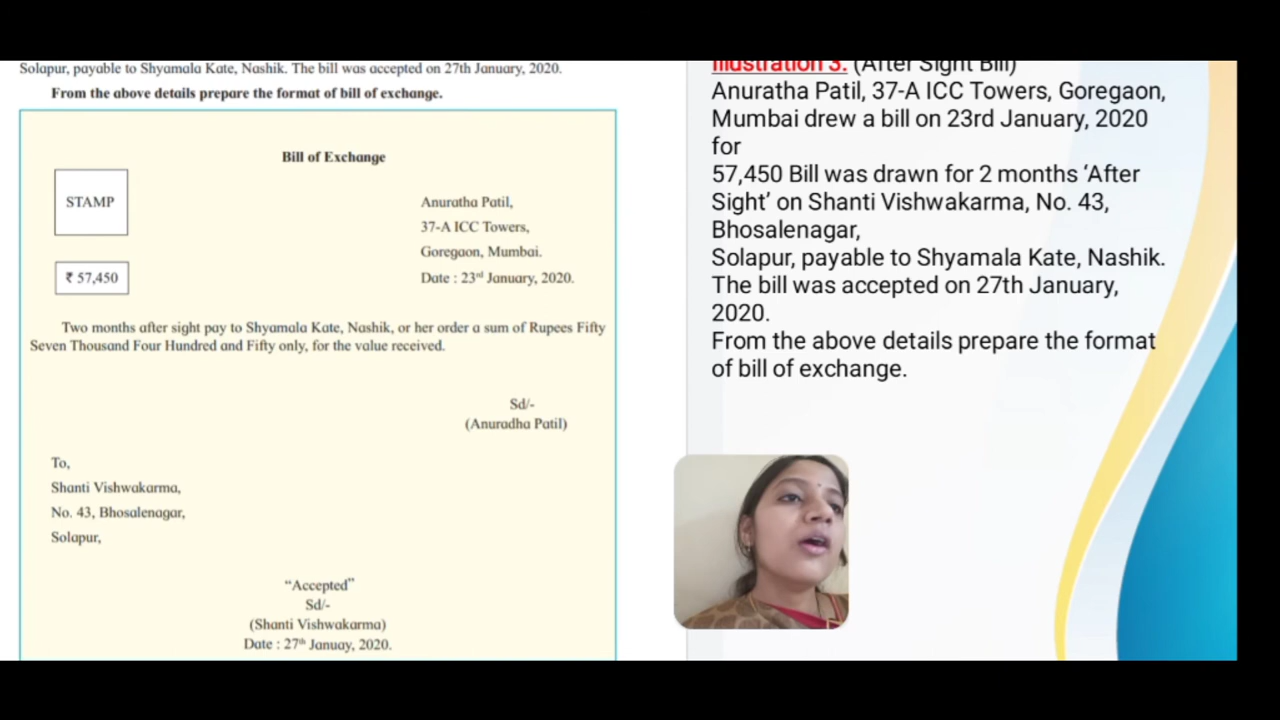 Solapur, payable to Shyamala Kate, Nashik. The bill was accepted on 27th January, 2020.
From the above details prepare the format of bill of exchange.
Bill of Exchange
STAMP
₹ 57,450
Anuratha Patil,
37-A ICC Towers,
Goregaon, Mumbai.
Date : 23rd January, 2020.
Two months after sight pay to Shyamala Kate, Nashik, or her order a sum of Rupees Fifty
Seven Thousand Four Hundred and Fifty only, for the value received.
Sd/-
(Anuradha Patil)
To,
Shanti Vishwakarma,
No. 43, Bhosalenagar,
Solapur,
“Accepted”
Sd/-
(Shanti Vishwakarma)
Date : 27th Januay, 2020.
Illustration 3. (After Sight Bill)
Anuratha Patil, 37-A ICC Towers, Goregaon,
Mumbai drew a bill on 23rd January, 2020
for
57,450 Bill was drawn for 2 months ‘After
Sight’ on Shanti Vishwakarma, No. 43,
Bhosalenagar,
Solapur, payable to Shyamala Kate, Nashik.
The bill was accepted on 27th January,
2020.
From the above details prepare the format
of bill of exchange.